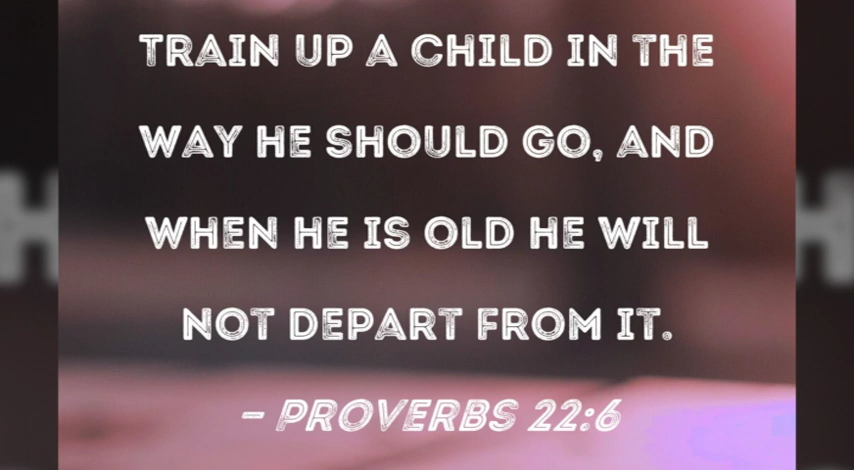 TRAIN UP A CHILD IN THE
WAY HE SHOULD GO, AND
WHEN HE IS OLD HE WILL
NOT DEPART FROM IT.
– PROVERBS 22:6